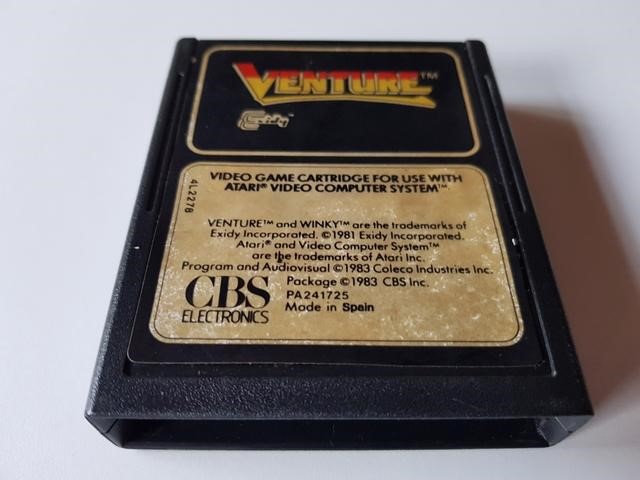 VENTURE™
Exidy™
4L2278
VIDEO GAME CARTRIDGE FOR USE WITH
ATARI® VIDEO COMPUTER SYSTEM™.
VENTURE™ and WINKY™ are the trademarks of
Exidy Incorporated. ©1981 Exidy Incorporated.
Atari® and Video Computer System™
are the trademarks of Atari Inc.
Program and Audiovisual ©1983 Coleco Industries Inc.
Package ©1983 CBS Inc.
PA241725
Made in Spain
CBS
ELECTRONICS